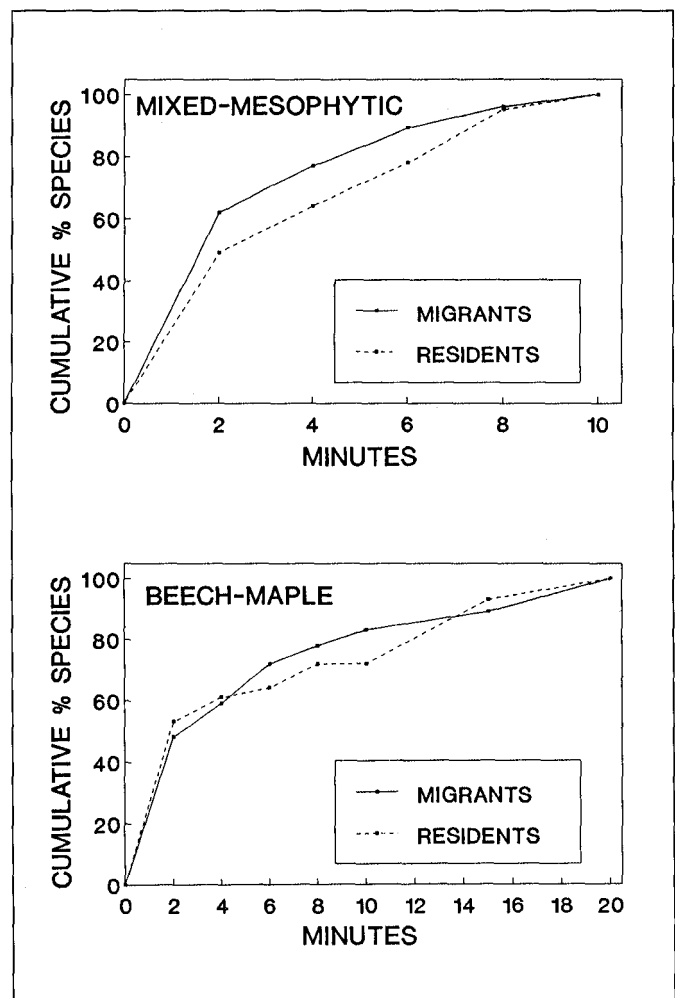 MIXED-MESOPHYTIC
CUMULATIVE % SPECIES
100
80
60
40
20
0
MIGRANTS
RESIDENTS
0 2 4 6 8 10
MINUTES
BEECH-MAPLE
CUMULATIVE % SPECIES
100
80
60
40
20
0
MIGRANTS
RESIDENTS
0 2 4 6 8 10 12 14 16 18 20
MINUTES